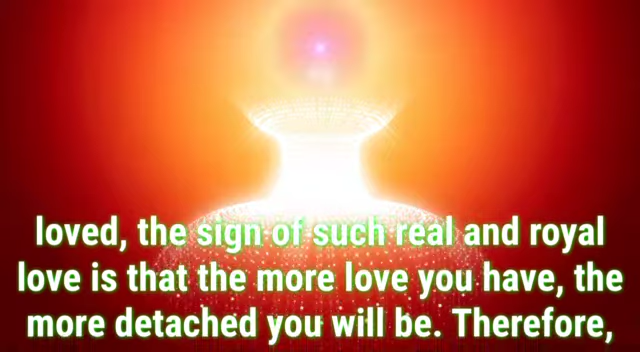 loved, the sign of such real and royal
love is that the more love you have, the
more detached you will be. Therefore,